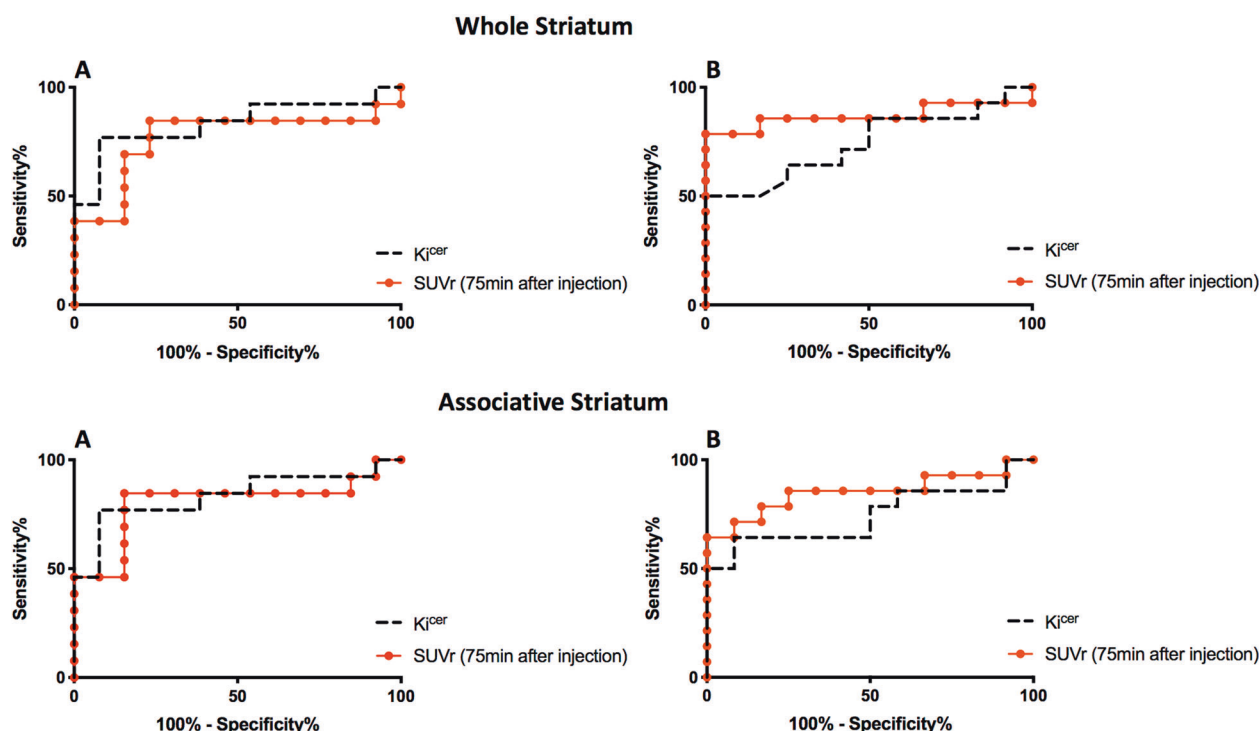 Whole Striatum
A
100
50
0
Sensitivity%
Ki^cer
SUVr (75min after injection)
0 50 100
100% - Specificity%
B
100
50
0
Sensitivity%
Ki^cer
SUVr (75min after injection)
0 50 100
100% - Specificity%
Associative Striatum
A
100
50
0
Sensitivity%
Ki^cer
SUVr (75min after injection)
0 50 100
100% - Specificity%
B
100
50
0
Sensitivity%
Ki^cer
SUVr (75min after injection)
0 50 100
100% - Specificity%